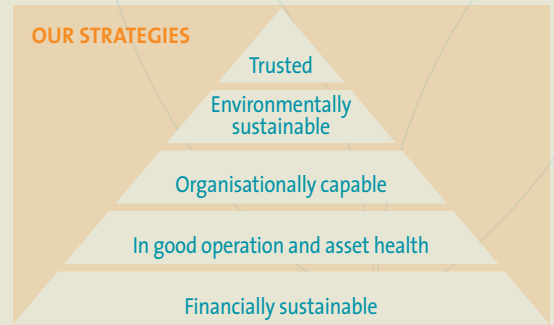 OUR STRATEGIES
Trusted
Environmentally
sustainable
Organisationally capable
In good operation and asset health
Financially sustainable